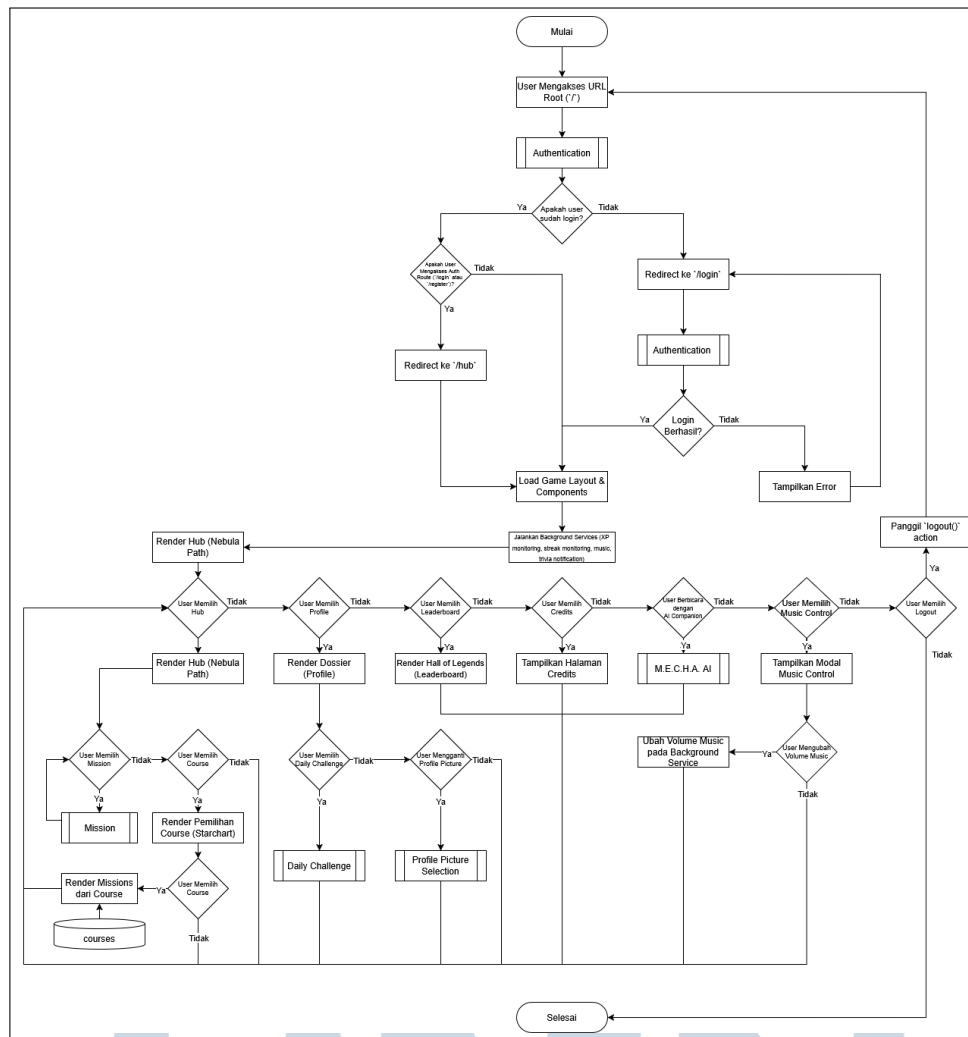 Mulai
User Mengakses URL
Root (`/`)
Authentication
Ya
Apakah user
sudah login?
Tidak
Apakah User
Mengakses Auth
Route (`/login` atau
`/register`)?
Tidak
Ya
Redirect ke `/login`
Redirect ke `/hub`
Authentication
Ya
Login
Berhasil?
Tidak
Load Game Layout &
Components
Tampilkan Error
Panggil `logout()`
action
Render Hub (Nebula
Path)
Jalankan Background Services (XP
monitoring, streak monitoring, music,
trivia notification)
Ya
User Memilih
Hub
Tidak
User Memilih
Profile
Tidak
User Memilih
Leaderboard
Tidak
User Memilih
Credits
Tidak
User Berbicara
dengan
AI Companion
Tidak
User Memilih
Music Control
Tidak
User Memilih
Logout
Tidak
Ya
Ya
Ya
Ya
Ya
Render Hub (Nebula
Path)
Render Dossier
(Profile)
Render Hall of Legends
(Leaderboard)
Tampilkan Halaman
Credits
M.E.C.H.A. AI
Tampilkan Modal
Music Control
User Memilih
Mission
Tidak
User Memilih
Course
Tidak
User Memilih
Daily Challenge
Tidak
User Mengganti
Profile Picture
Tidak
Ubah Volume Music
pada Background
Service
Ya
User Mengubah
Volume Music
Tidak
Ya
Ya
Ya
Ya
Mission
Render Pemilihan
Course (Starchart)
Daily Challenge
Profile Picture
Selection
Render Missions
dari Course
Ya
User Memilih
Course
Tidak
courses
Selesai